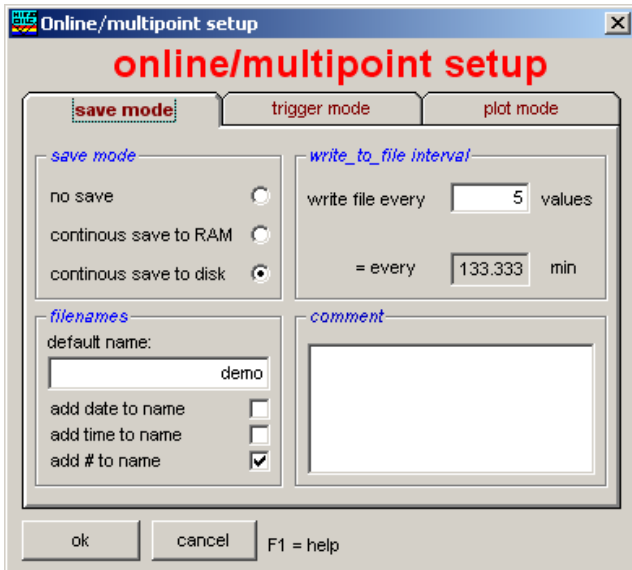 Online/multipoint setup
online/multipoint setup
save mode
trigger mode
plot mode
save mode
no save
continous save to RAM
continous save to disk
write_to_file interval
write file every 5 values
= every 133.333 min
filenames
default name:
demo
add date to name
add time to name
add # to name
comment
ok
cancel
F1 = help